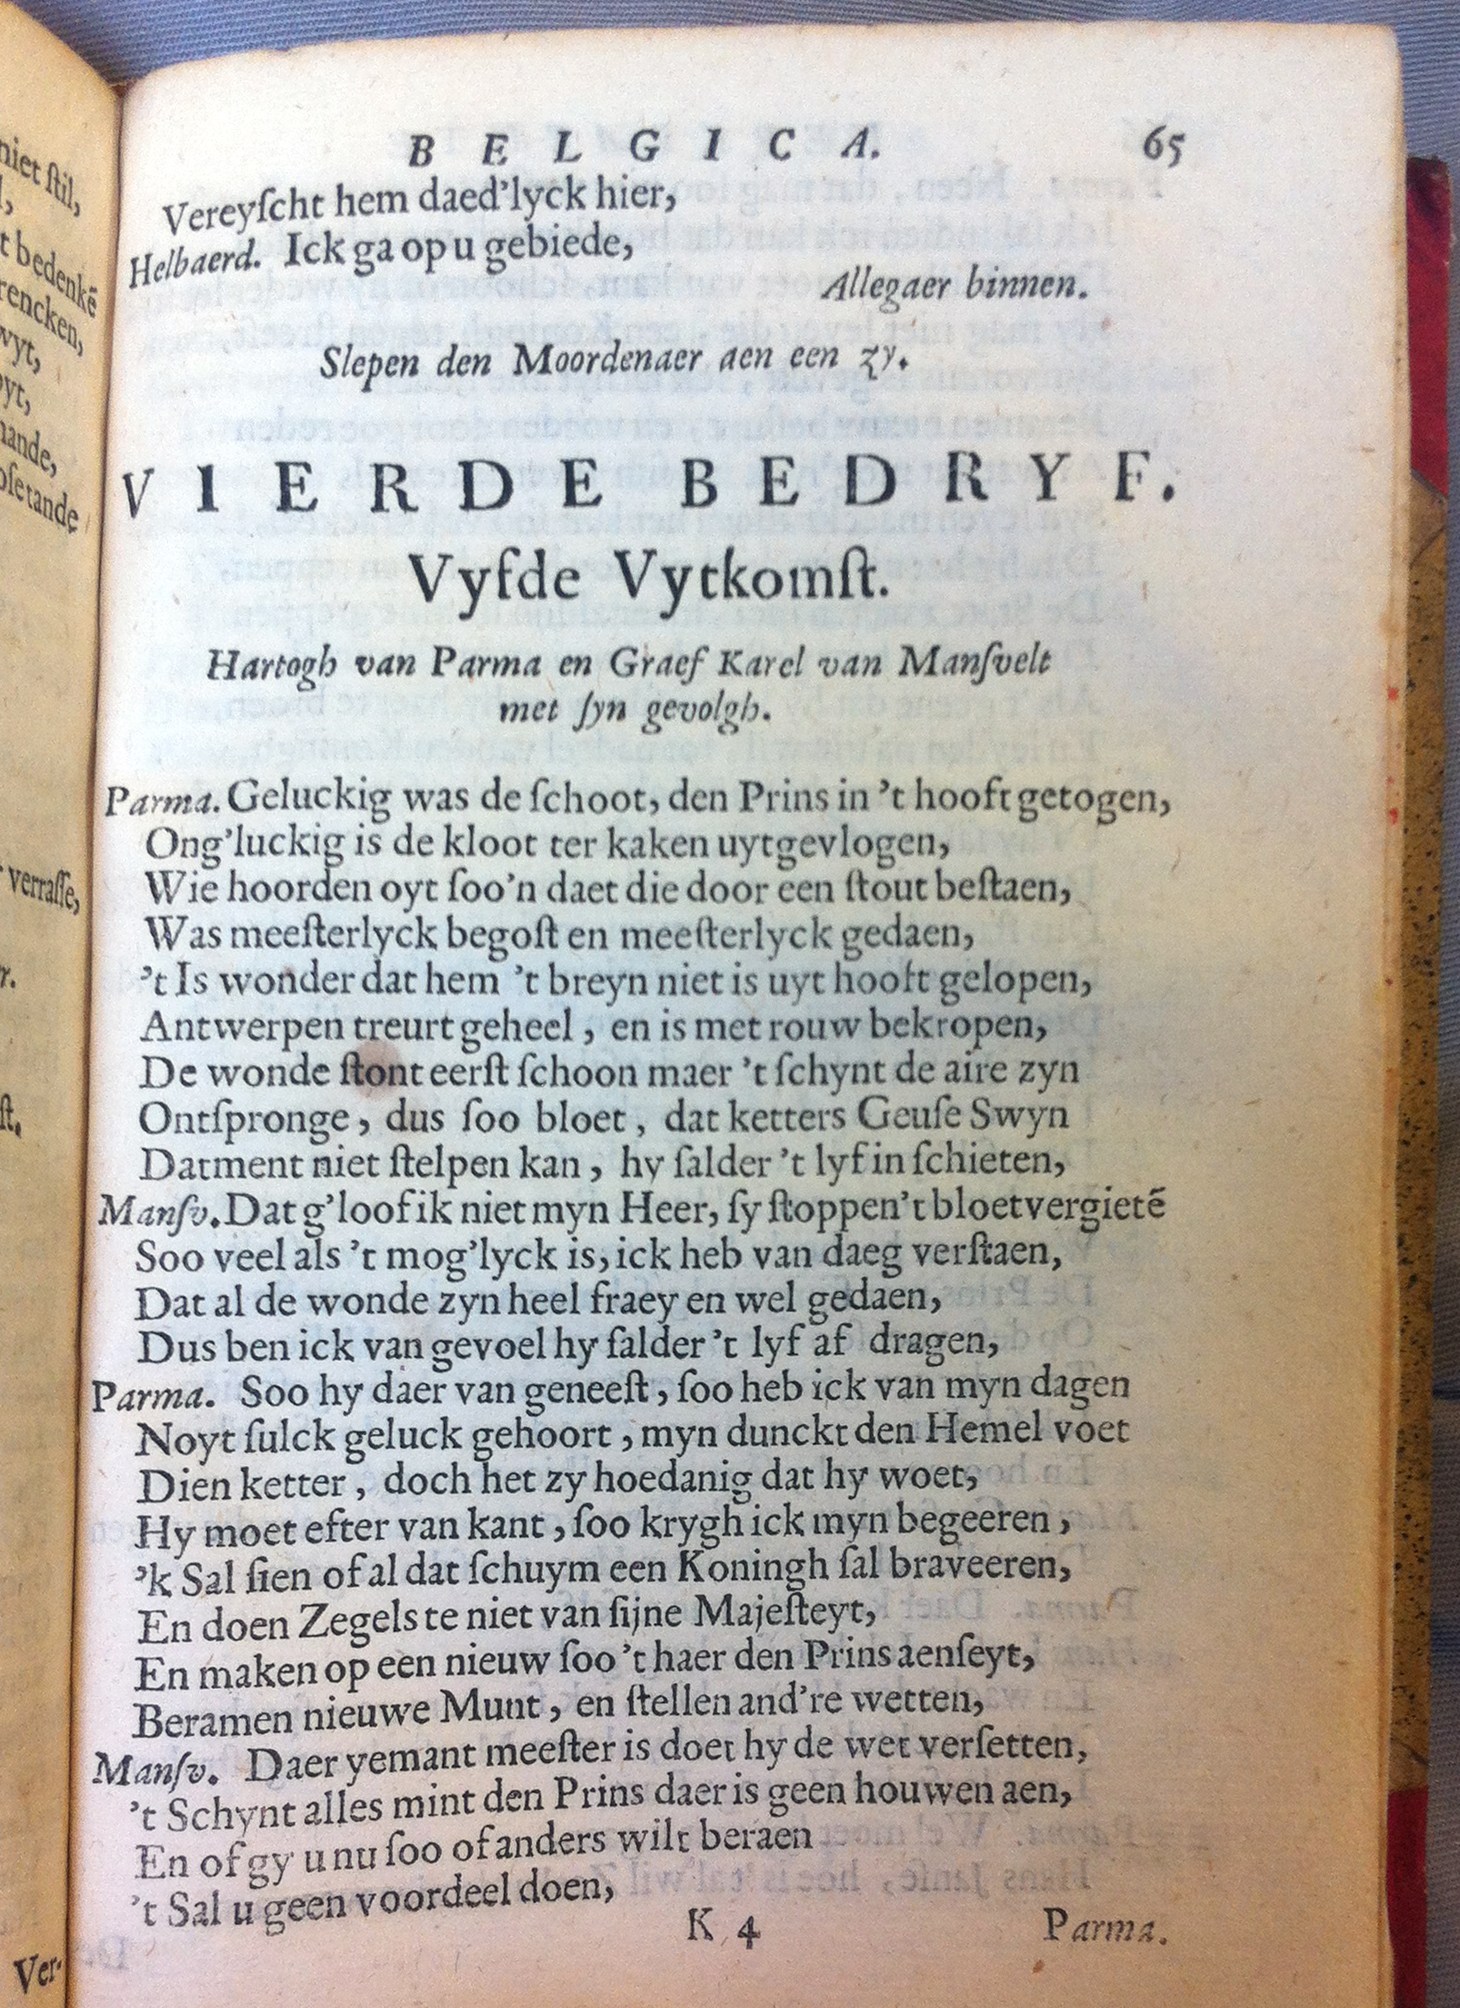 BELGICA. 65
Vereyſcht hem daed'lyck hier,
Helbaerd. Ick ga op u gebiede,
Allegaer binnen.
Slepen den Moordenaer aen een zy.
VIERDE BEDRYF.
Vyfde Vytkomſt.
Hartogh van Parma en Graef Karel van Manſvelt
met ſyn gevolgh.
Parma. Geluckig was de ſchoot, den Prins in 't hooft getogen,
Ong'luckig is de kloot ter kaken uytgevlogen,
Wie hoorden oyt ſoo'n daet die door een ſtout beſtaen,
Was meeſterlyck begoſt en meeſterlyck gedaen,
't Is wonder dat hem 't breyn niet is uyt hooft gelopen,
Antwerpen treurt geheel, en is met rouw bekropen,
De wonde ſtont eerſt ſchoon maer 't ſchynt de aire zyn
Ontſpronge, dus ſoo bloet, dat ketters Geuſe Swyn
Datment niet ſtelpen kan, hy ſalder 't lyf in ſchieten,
Manſv. Dat g'loof ik niet myn Heer, ſy ſtoppen 't bloetvergietē
Soo veel als 't mog'lyck is, ick heb van daeg verſtaen,
Dat al de wonde zyn heel fraey en wel gedaen,
Dus ben ick van gevoel hy ſalder 't lyf af dragen,
Parma. Soo hy daer van geneeſt, ſoo heb ick van myn dagen
Noyt ſulck geluck gehoort, myn dunckt den Hemel voet
Dien ketter, doch het zy hoedanig dat hy woet,
Hy moet efter van kant, ſoo krygh ick myn begeeren,
'k Sal ſien of al dat ſchuym een Koningh ſal braveeren,
En doen Zegels te niet van ſijne Majeſteyt,
En maken op een nieuw ſoo 't haer den Prins aenſeyt,
Beramen nieuwe Munt, en ſtellen and're wetten,
Manſv. Daer yemant meeſter is doet hy de wet verſetten,
't Schynt alles mint den Prins daer is geen houwen aen,
En of gy u nu ſoo of anders wilt beraen
't Sal u geen voordeel doen,
K 4 Parma.
niet ſtil,
t bedenkē
rencken,
wyt,
nande,
verraſſe,
Ver-